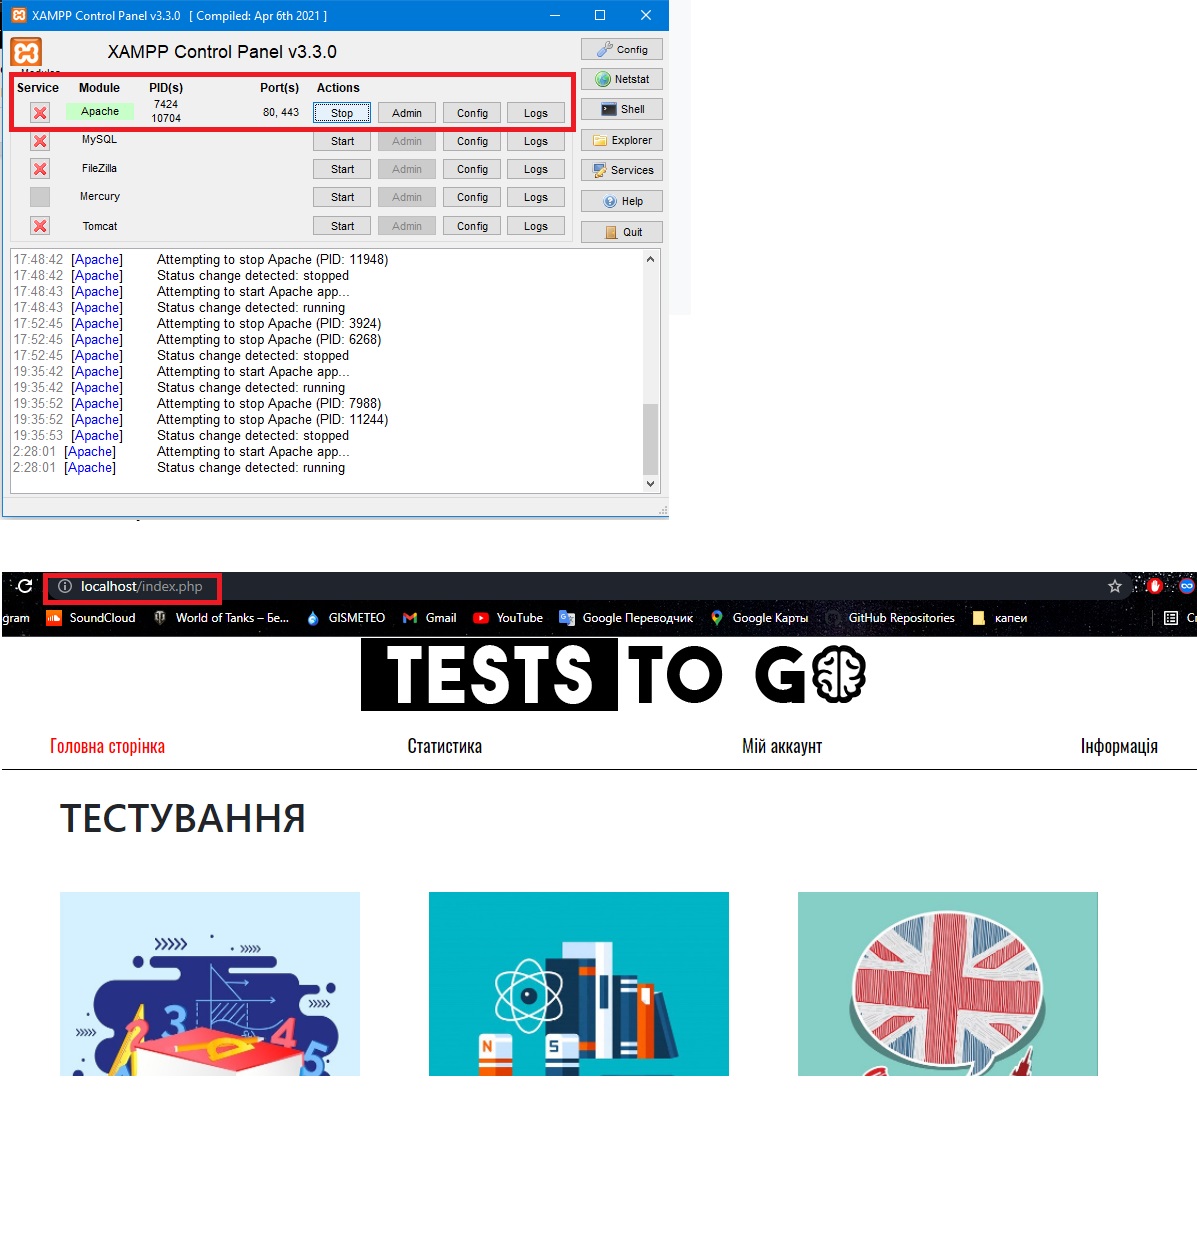 XAMPP Control Panel v3.3.0 [ Compiled: Apr 6th 2021 ]
XAMPP Control Panel v3.3.0
Config
Modules
Service Module PID(s) Port(s) Actions
Netstat
Apache 7424 10704 80, 443 Stop Admin Config Logs
Shell
MySQL Start Admin Config Logs
Explorer
FileZilla Start Admin Config Logs
Services
Mercury Start Admin Config Logs
Help
Tomcat Start Admin Config Logs
Quit
17:48:42 [Apache] Attempting to stop Apache (PID: 11948)
17:48:42 [Apache] Status change detected: stopped
17:48:43 [Apache] Attempting to start Apache app...
17:48:43 [Apache] Status change detected: running
17:52:45 [Apache] Attempting to stop Apache (PID: 3924)
17:52:45 [Apache] Attempting to stop Apache (PID: 6268)
17:52:45 [Apache] Status change detected: stopped
19:35:42 [Apache] Attempting to start Apache app...
19:35:42 [Apache] Status change detected: running
19:35:52 [Apache] Attempting to stop Apache (PID: 7988)
19:35:52 [Apache] Attempting to stop Apache (PID: 11244)
19:35:53 [Apache] Status change detected: stopped
2:28:01 [Apache] Attempting to start Apache app...
2:28:01 [Apache] Status change detected: running
localhost/index.php
gram SoundCloud World of Tanks – Бе... GISMETEO Gmail YouTube Google Переводчик Google Карты GitHub Repositories капеи
TESTS TO GO
Головна сторінка Статистика Мій аккаунт Інформація
ТЕСТУВАННЯ
3 4 5
N S